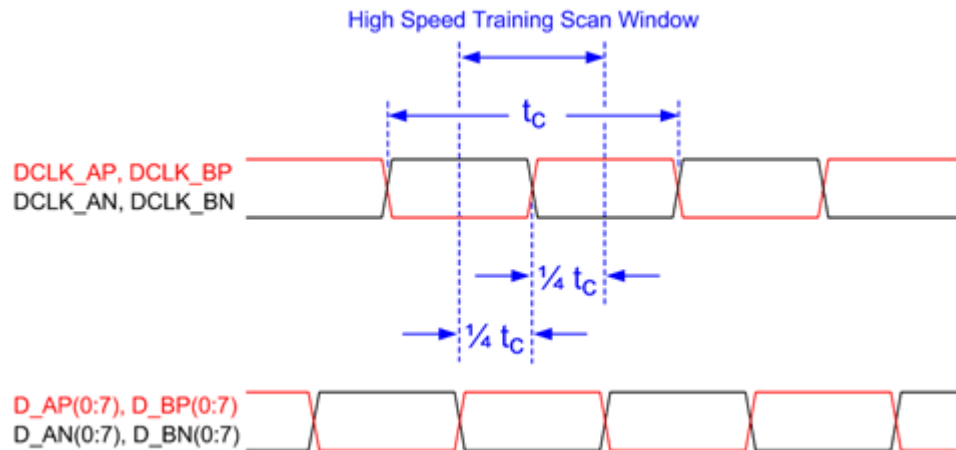 High Speed Training Scan Window
tc
DCLK_AP, DCLK_BP
DCLK_AN, DCLK_BN
¼ tc
¼ tc
D_AP(0:7), D_BP(0:7)
D_AN(0:7), D_BN(0:7)